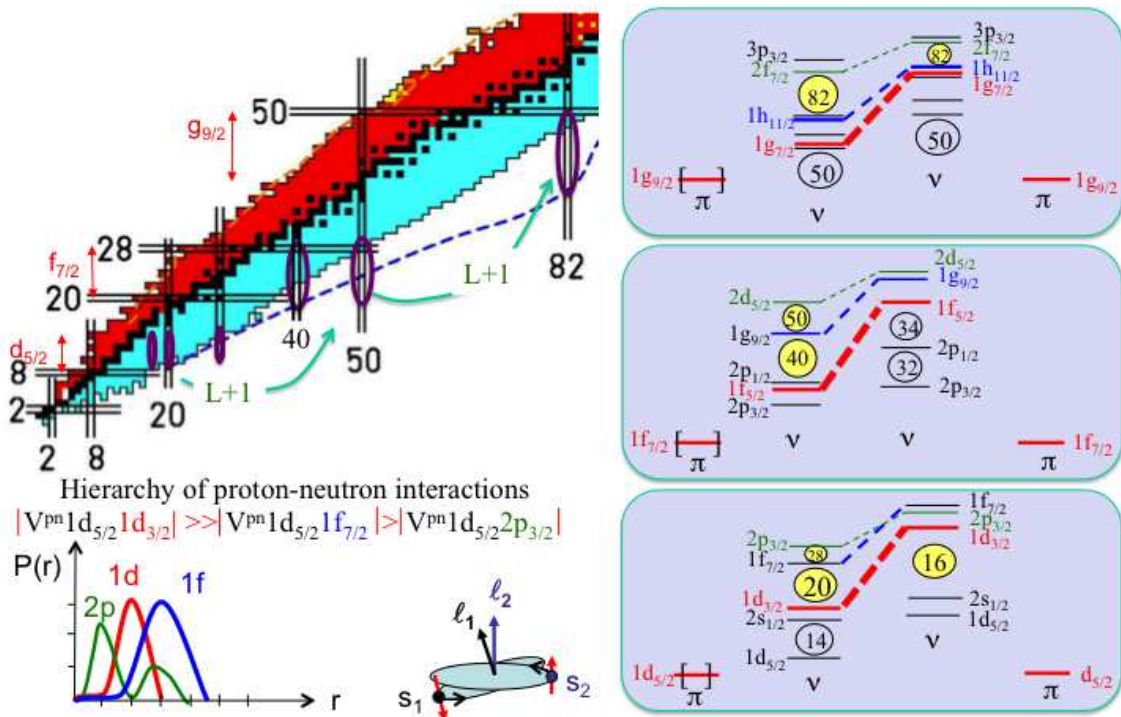 50
g9/2
28
f7/2
20
d5/2
8
2
2
8
20
40
50
82
L+1
L+1
Hierarchy of proton-neutron interactions
|Vᵖⁿ1d5/2 1d3/2| >> |Vᵖⁿ1d5/2 1f7/2| > |Vᵖⁿ1d5/2 2p3/2|
P(r)
2p
1d
1f
r
ℓ1
ℓ2
s1
s2
3p3/2
2f7/2
82
1h11/2
1g7/2
50
ν
3p3/2
2f7/2
82
1h11/2
1g7/2
50
ν
1g9/2 [ ]
π
1g9/2
π
2d5/2
50
1g9/2
40
2p1/2
1f5/2
2p3/2
ν
2d5/2
1g9/2
1f5/2
34
2p1/2
32
2p3/2
ν
1f7/2 [ ]
π
1f7/2
π
2p3/2
28
1f7/2
20
1d3/2
2s1/2
14
1d5/2
ν
1f7/2
2p3/2
1d3/2
16
2s1/2
1d5/2
ν
1d5/2 [ ]
π
d5/2
π